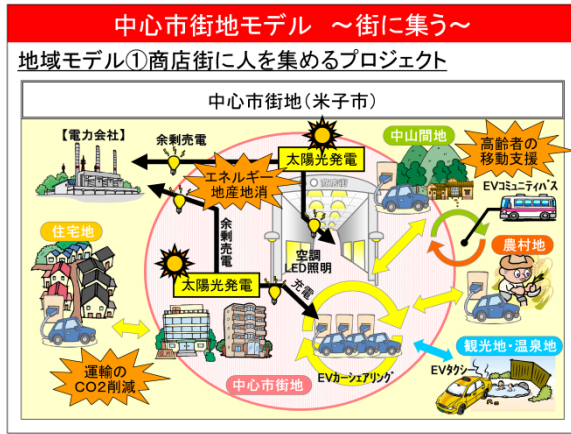 中心市街地モデル ～街に集う～
地域モデル①商店街に人を集めるプロジェクト
中心市街地(米子市)
【電力会社】
余剰売電
太陽光発電
エネルギー
地産地消
中山間地
高齢者の
移動支援
EVコミュニティバス
商店街
住宅地
余剰売電
空調
LED照明
農村地
太陽光発電
充電
観光地・温泉地
運輸の
CO2削減
中心市街地
EVカーシェアリング
EVタクシー